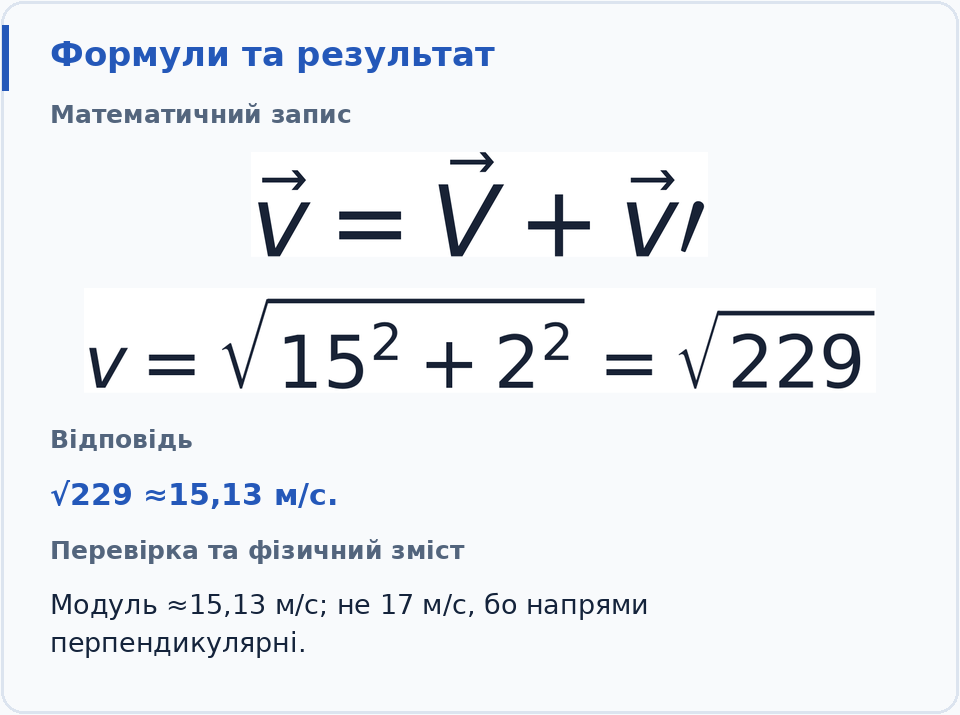 Формули та результат
Математичний запис
v⃗ = V⃗ + v⃗′
v = √15² + 2² = √229
Відповідь
√229 ≈15,13 м/с.
Перевірка та фізичний зміст
Модуль ≈15,13 м/с; не 17 м/с, бо напрями
перпендикулярні.